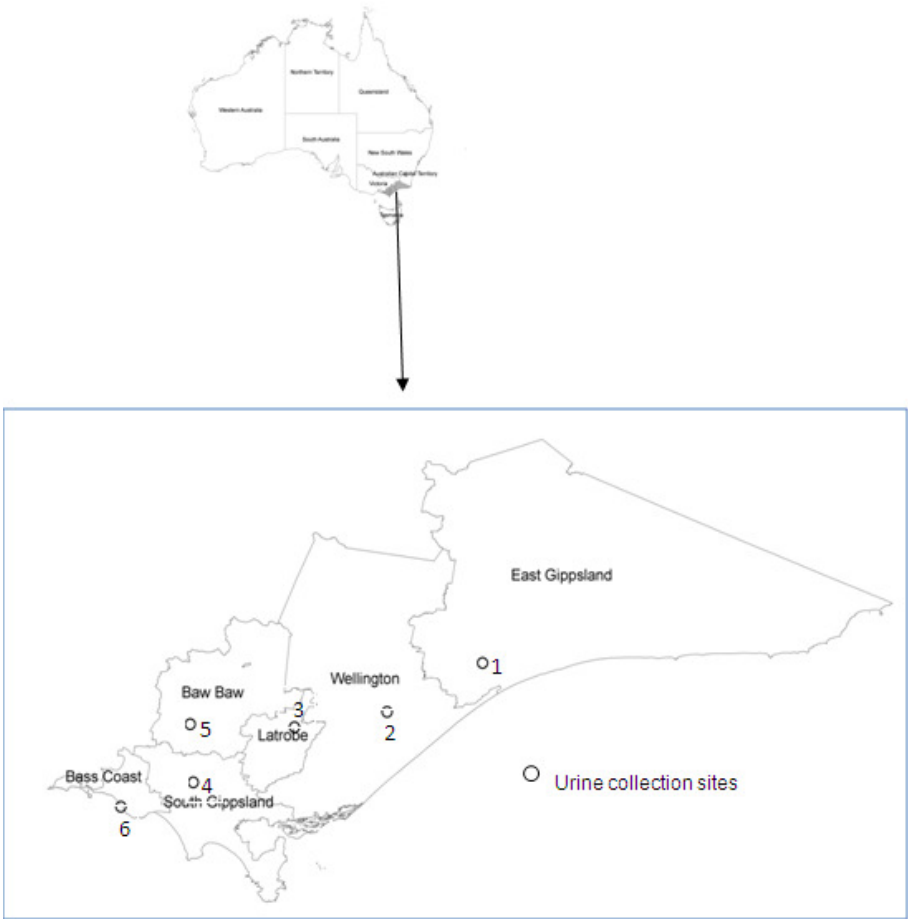 Northern Territory
Queensland
Western Australia
South Australia
New South Wales
Australian Capital Territory
Victoria
Tasmania
East Gippsland
1
Wellington
Baw Baw
3
2
5
Latrobe
Bass Coast
4
Urine collection sites
South Gippsland
6